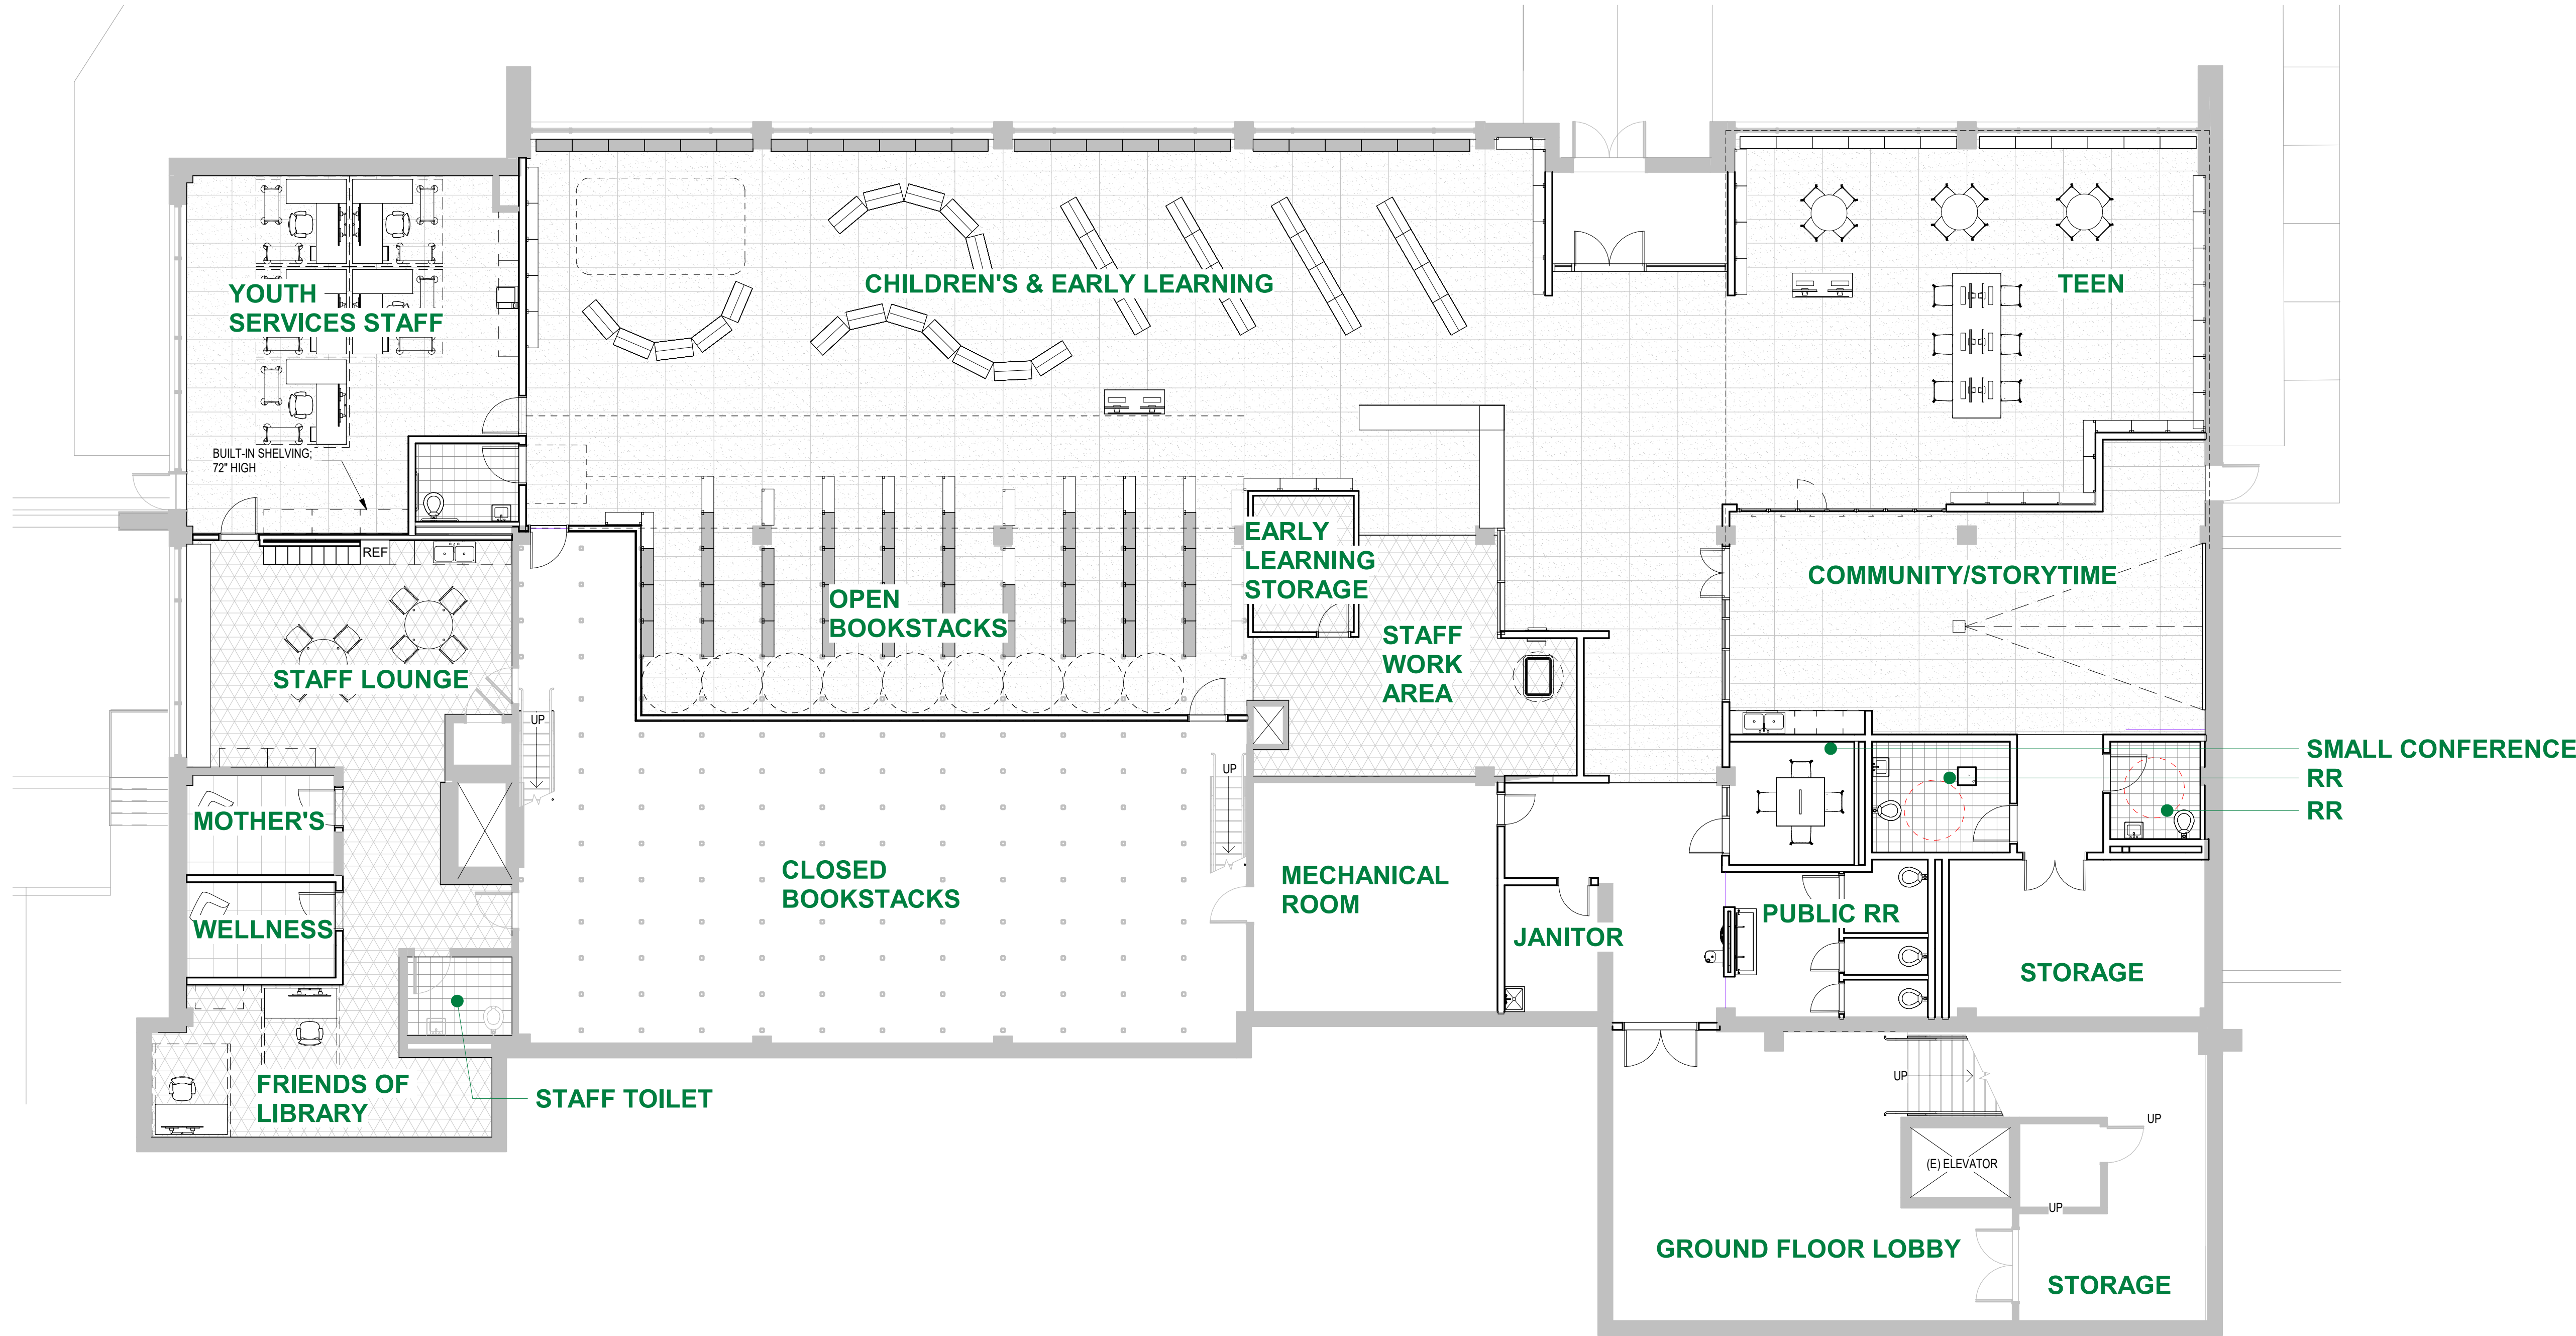 CHILDREN'S & EARLY LEARNING
TEEN
YOUTH
SERVICES STAFF
BUILT-IN SHELVING;
72" HIGH
REF
EARLY
LEARNING
STORAGE
OPEN
BOOKSTACKS
COMMUNITY/STORYTIME
STAFF
WORK
AREA
STAFF LOUNGE
UP
UP
SMALL CONFERENCE
RR
RR
MOTHER'S
CLOSED
BOOKSTACKS
MECHANICAL
ROOM
WELLNESS
JANITOR
PUBLIC RR
STORAGE
FRIENDS OF
LIBRARY
STAFF TOILET
UP
UP
(E) ELEVATOR
UP
GROUND FLOOR LOBBY
STORAGE